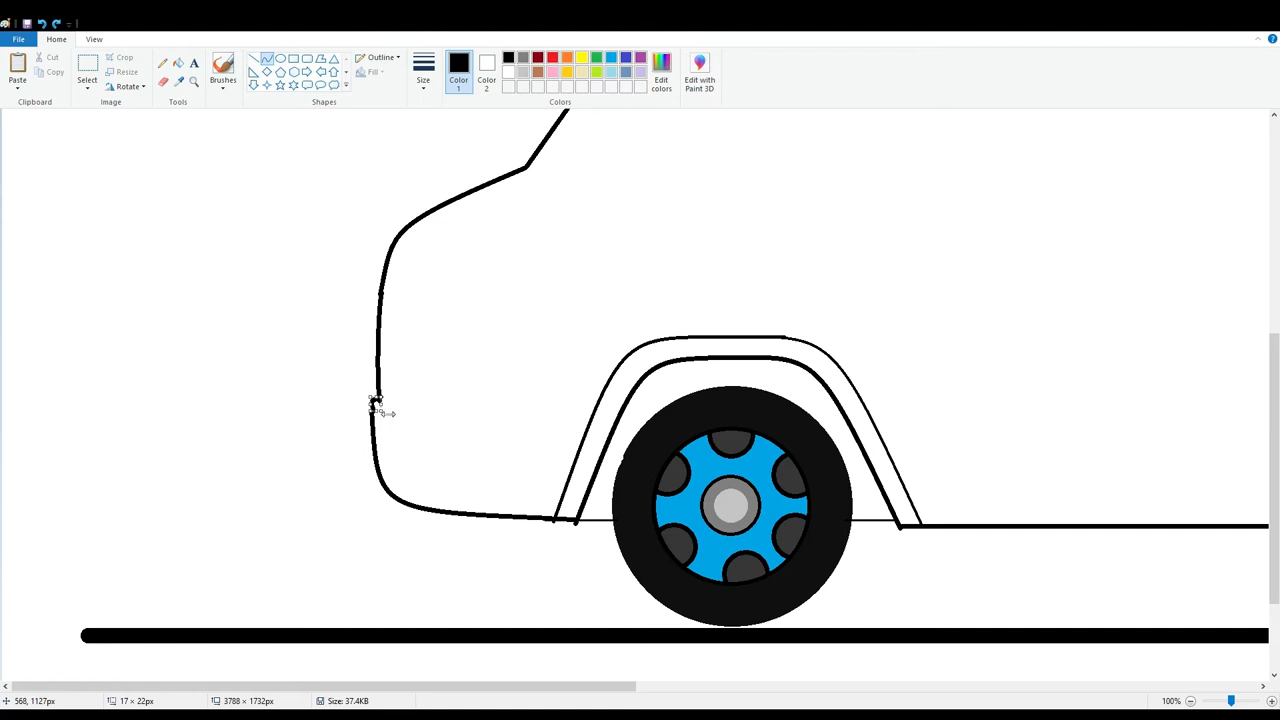 File
Home
View
Paste
Cut
Copy
Clipboard
Select
Crop
Resize
Rotate
Image
A
Tools
Brushes
Outline
Fill
Shapes
Size
Color
1
Color
2
Edit
colors
Colors
Edit with
Paint 3D
568, 1127px
17 × 22px
3788 × 1732px
Size: 37.4KB
100%